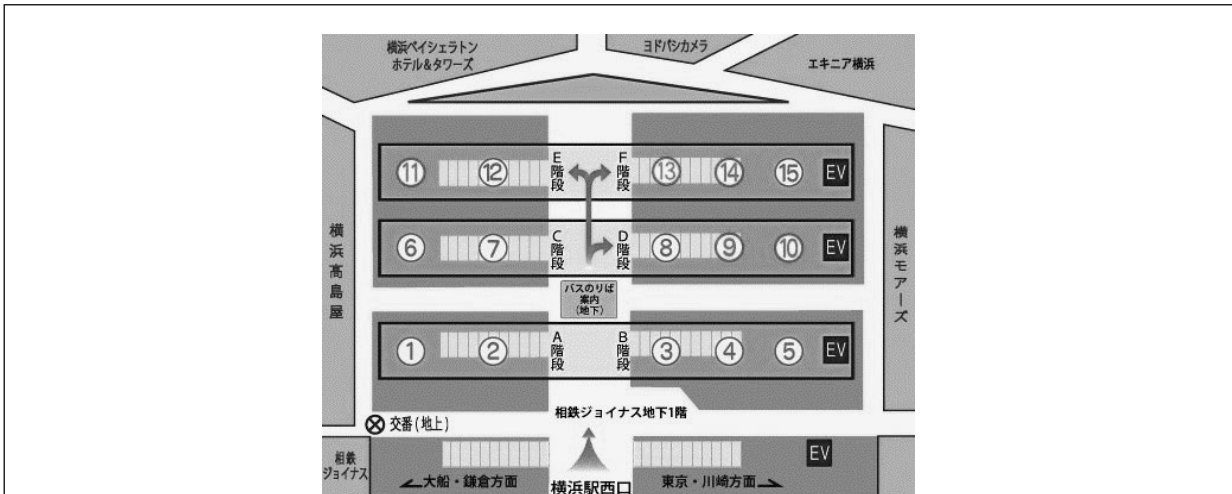 横浜ベイシェラトン
ホテル&タワーズ
ヨドバシカメラ
エキニア横浜
⑪
⑫
E階段
F階段
⑬
⑭
⑮
EV
横浜高島屋
⑥
⑦
C階段
D階段
⑧
⑨
⑩
EV
横浜モアーズ
バスのりば
案内
(地下)
①
②
A階段
B階段
③
④
⑤
EV
相鉄ジョイナス地下1階
交番(地上)
相鉄
ジョイナス
EV
大船・鎌倉方面
横浜駅西口
東京・川崎方面